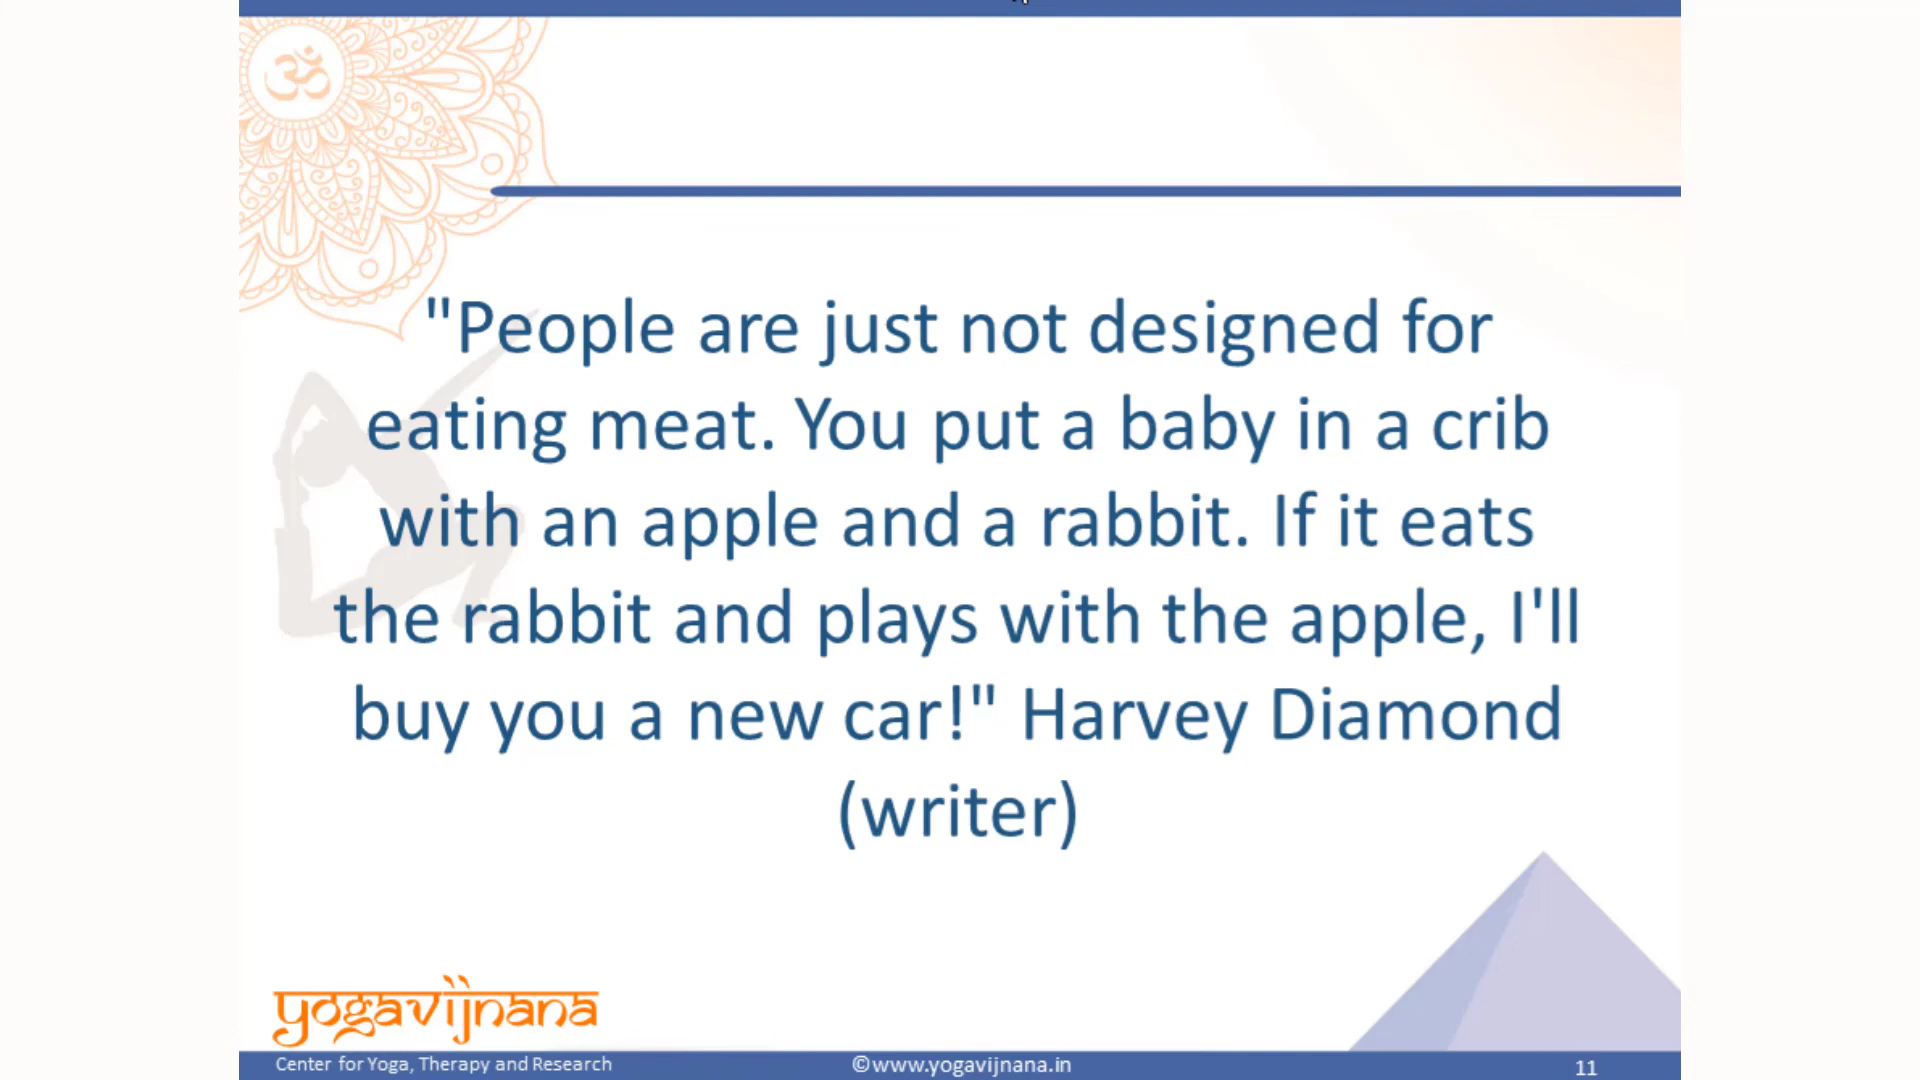 ॐ
"People are just not designed for
eating meat. You put a baby in a crib
with an apple and a rabbit. If it eats
the rabbit and plays with the apple, I'll
buy you a new car!" Harvey Diamond
(writer)
yogavijnana
Center for Yoga, Therapy and Research
©www.yogavijnana.in
11